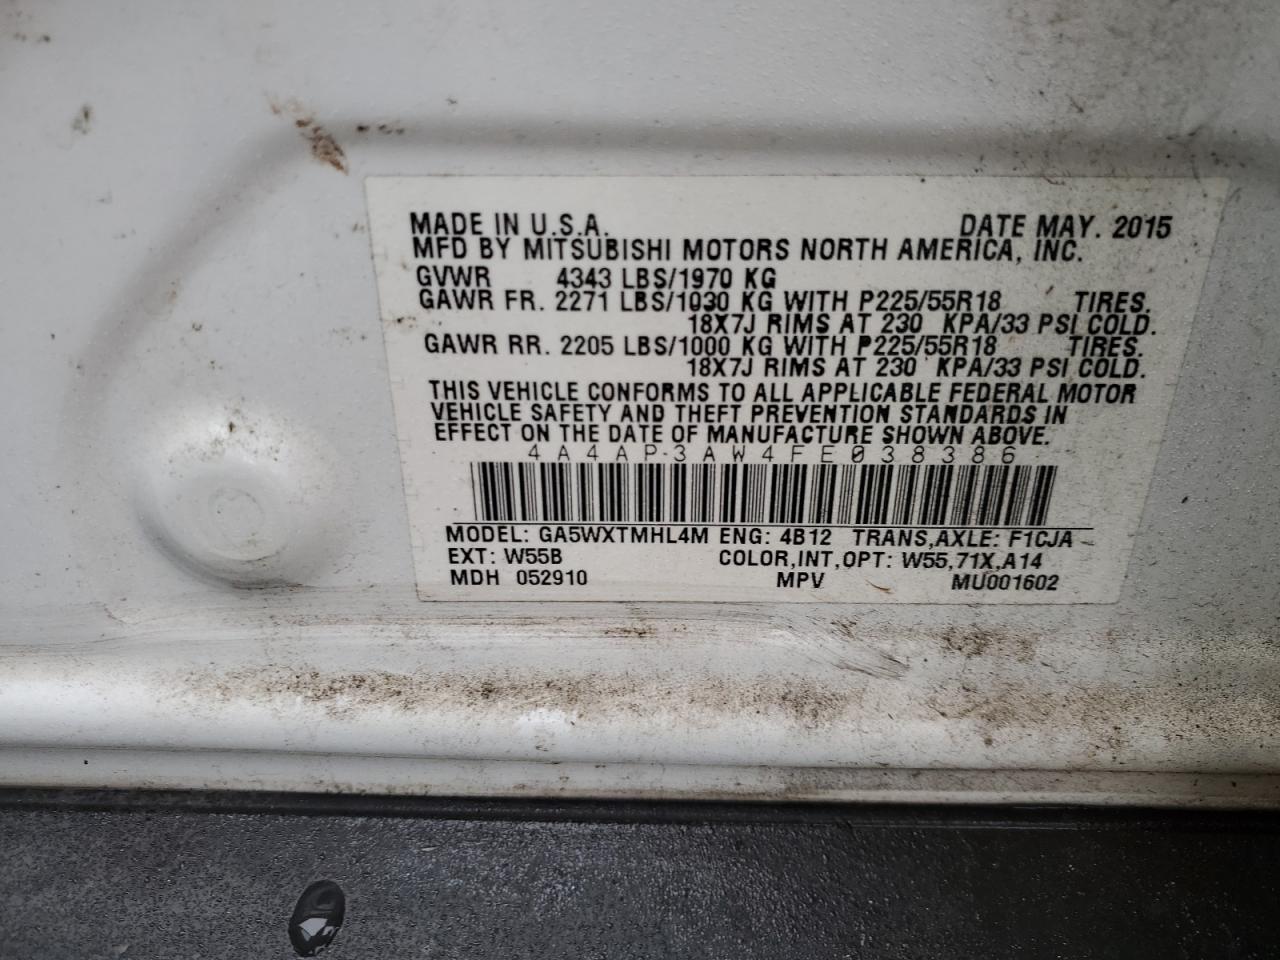 MADE IN U.S.A. DATE MAY. 2015
MFD BY MITSUBISHI MOTORS NORTH AMERICA, INC.
GVWR 4343 LBS/1970 KG
GAWR FR. 2271 LBS/1030 KG WITH P225/55R18 TIRES,
18X7J RIMS AT 230 KPA/33 PSI COLD.
GAWR RR. 2205 LBS/1000 KG WITH P225/55R18 TIRES.
18X7J RIMS AT 230 KPA/33 PSI COLD.
THIS VEHICLE CONFORMS TO ALL APPLICABLE FEDERAL MOTOR
VEHICLE SAFETY AND THEFT PREVENTION STANDARDS IN
EFFECT ON THE DATE OF MANUFACTURE SHOWN ABOVE.
4A4AP3AW4FE038386
MODEL: GA5WXTMHL4M ENG: 4B12 TRANS,AXLE: F1CJA
EXT: W55B COLOR,INT,OPT: W55,71X,A14
MDH 052910 MPV MU001602